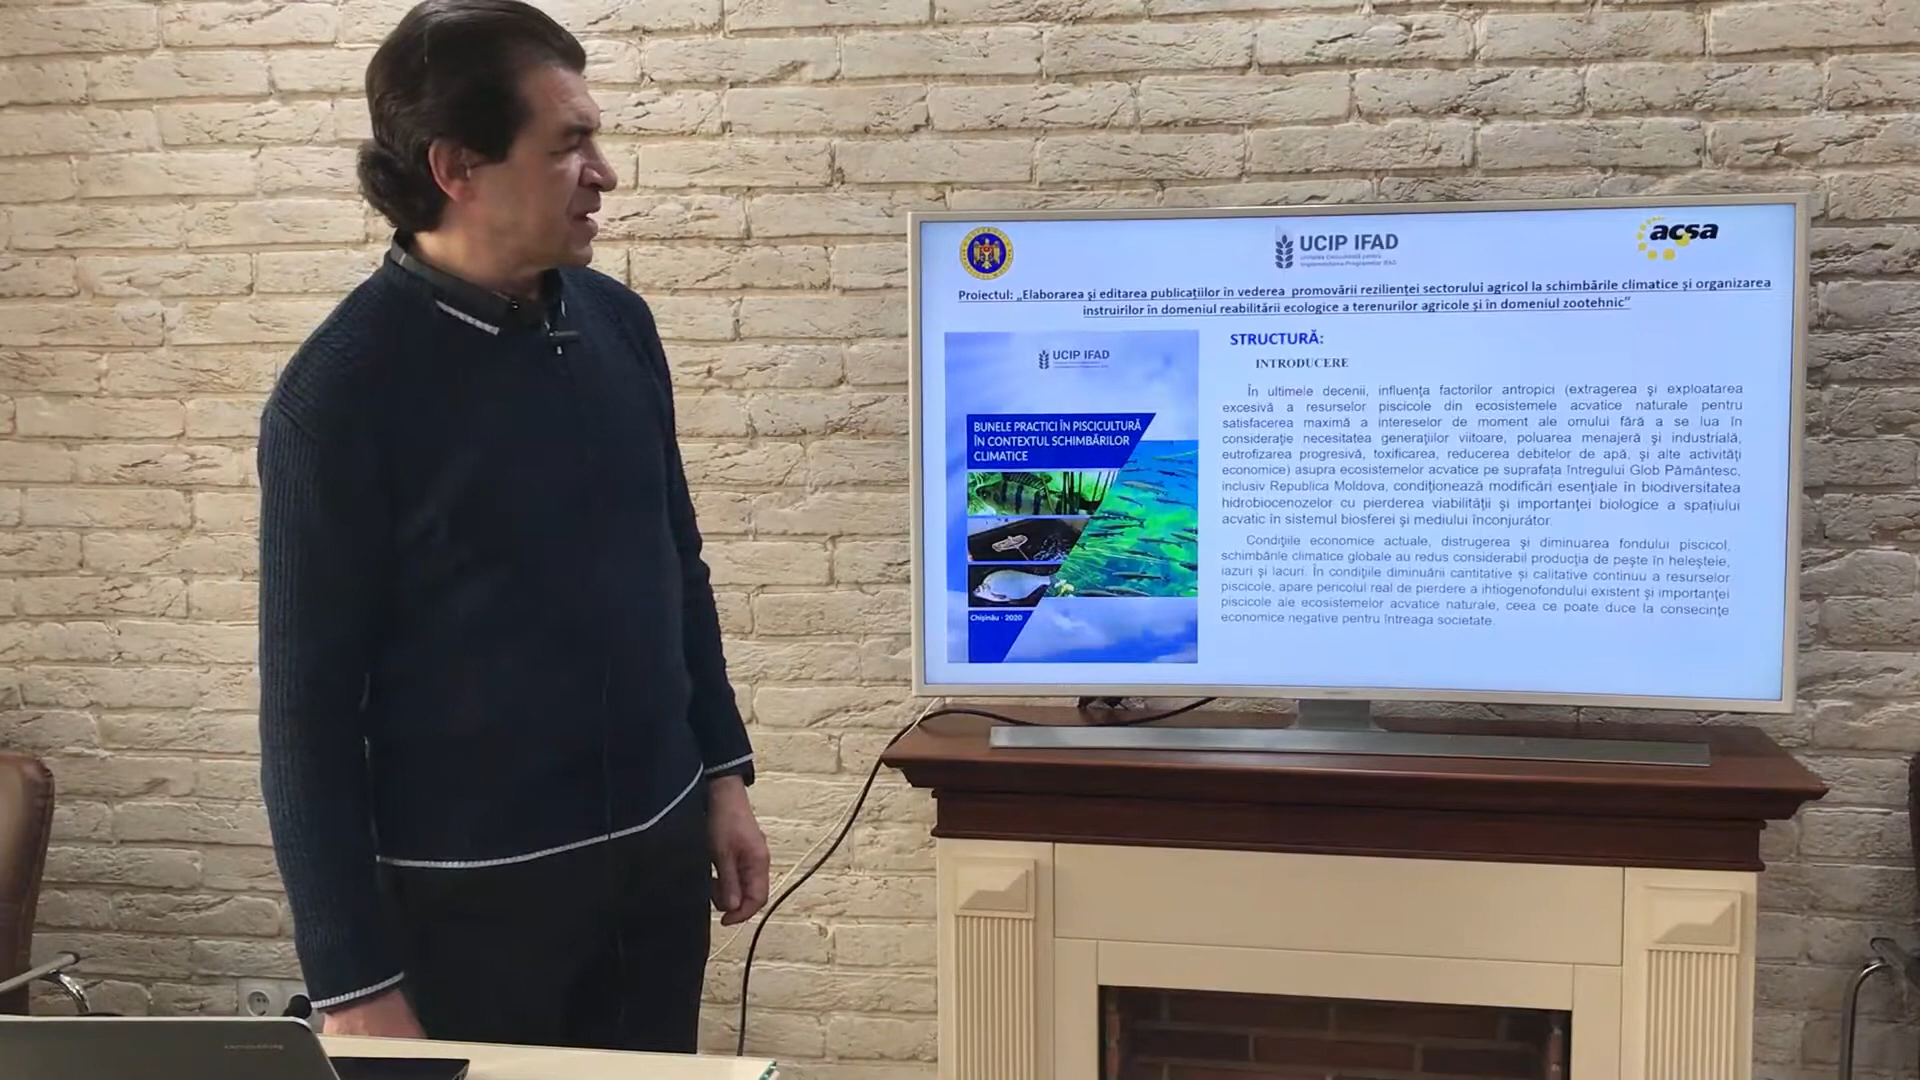 UCIP IFAD
Unitatea Consolidată pentru
Implementarea Programelor IFAD
acsa
Proiectul: „Elaborarea și editarea publicațiilor în vederea promovării rezilienței sectorului agricol la schimbările climatice și organizarea
instruirilor în domeniul reabilitării ecologice a terenurilor agricole și în domeniul zootehnic”
UCIP IFAD
BUNELE PRACTICI ÎN PISCICULTURĂ
ÎN CONTEXTUL SCHIMBĂRILOR
CLIMATICE
Chișinău - 2020
STRUCTURĂ:
INTRODUCERE
În ultimele decenii, influența factorilor antropici (extragerea și exploatarea
excesivă a resurselor piscicole din ecosistemele acvatice naturale pentru
satisfacerea maximă a intereselor de moment ale omului fără a se lua în
considerație necesitatea generațiilor viitoare, poluarea menajeră și industrială,
eutrofizarea progresivă, toxificarea, reducerea debitelor de apă, și alte activități
economice) asupra ecosistemelor acvatice pe suprafața întregului Glob Pământesc,
inclusiv Republica Moldova, condiționează modificări esențiale în biodiversitatea
hidrobiocenozelor cu pierderea viabilității și importanței biologice a spațiului
acvatic în sistemul biosferei și mediului înconjurător.
Condițiile economice actuale, distrugerea și diminuarea fondului piscicol,
schimbările climatice globale au redus considerabil producția de pește în heleșteie,
iazuri și lacuri. În condițiile diminuării cantitative și calitative continuu a resurselor
piscicole, apare pericolul real de pierdere a ihtiogenofondului existent și importanței
piscicole ale ecosistemelor acvatice naturale, ceea ce poate duce la consecințe
economice negative pentru întreaga societate.